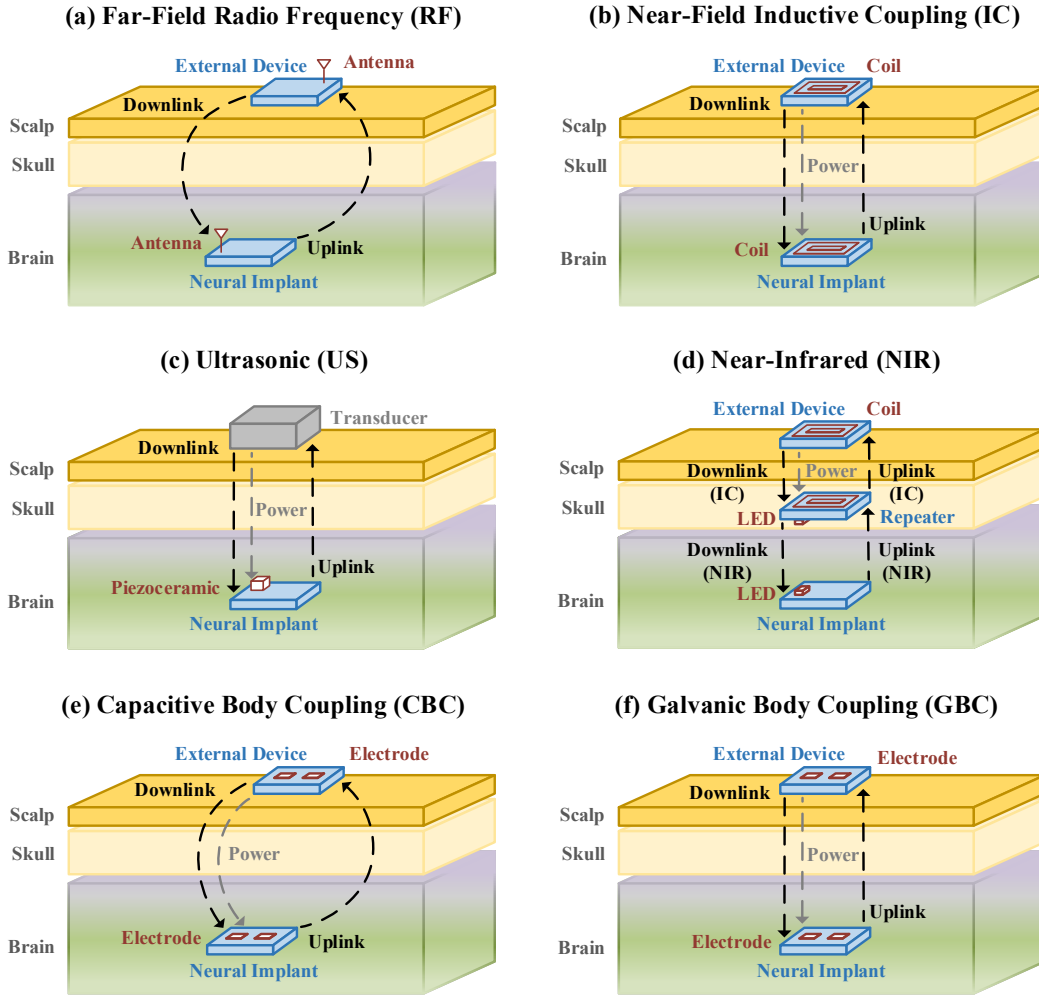 (a) Far-Field Radio Frequency (RF)
External Device
Antenna
Downlink
Scalp
Skull
Antenna
Uplink
Brain
Neural Implant
(b) Near-Field Inductive Coupling (IC)
External Device
Coil
Downlink
Scalp
Skull
Power
Uplink
Coil
Brain
Neural Implant
(c) Ultrasonic (US)
Transducer
Downlink
Scalp
Skull
Power
Uplink
Piezoceramic
Brain
Neural Implant
(d) Near-Infrared (NIR)
External Device
Coil
Scalp
Downlink
(IC)
Power
Uplink
(IC)
Skull
LED
Repeater
Downlink
(NIR)
Uplink
(NIR)
LED
Brain
Neural Implant
(e) Capacitive Body Coupling (CBC)
External Device
Electrode
Downlink
Scalp
Skull
Power
Electrode
Uplink
Brain
Neural Implant
(f) Galvanic Body Coupling (GBC)
External Device
Electrode
Downlink
Scalp
Skull
Power
Uplink
Electrode
Brain
Neural Implant